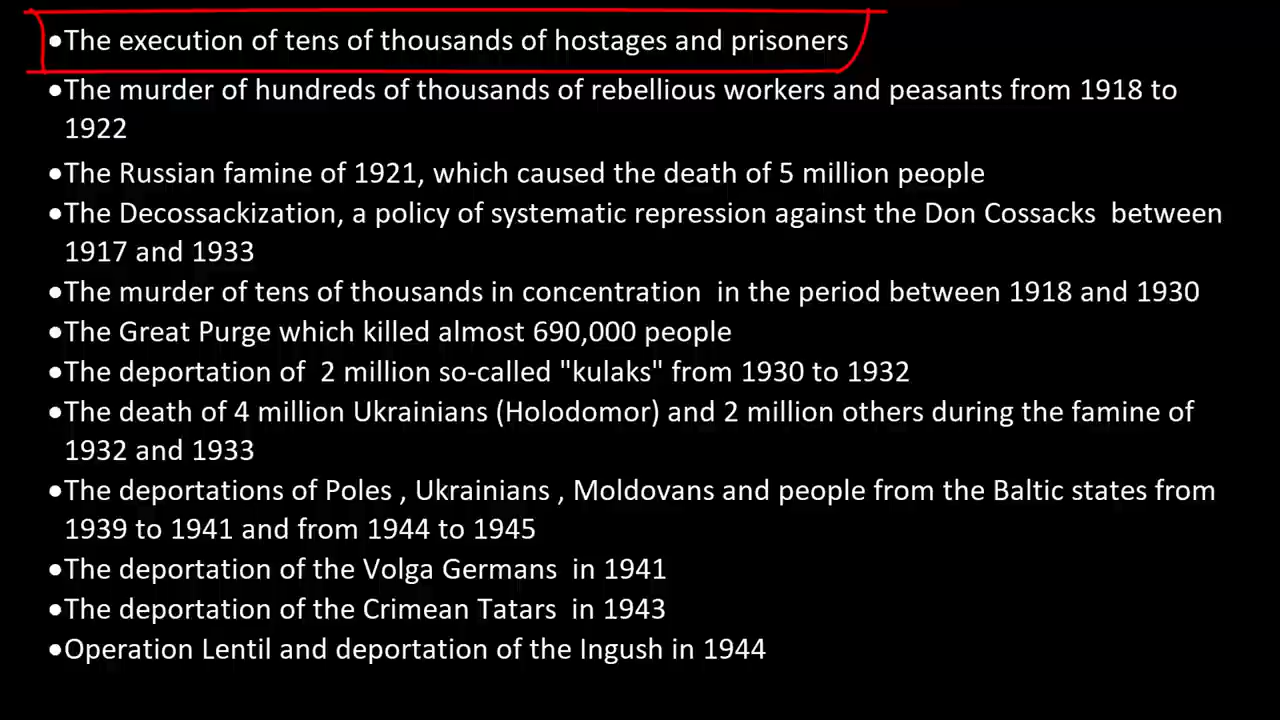 •The execution of tens of thousands of hostages and prisoners
•The murder of hundreds of thousands of rebellious workers and peasants from 1918 to
1922
•The Russian famine of 1921, which caused the death of 5 million people
•The Decossackization, a policy of systematic repression against the Don Cossacks  between
1917 and 1933
•The murder of tens of thousands in concentration  in the period between 1918 and 1930
•The Great Purge which killed almost 690,000 people
•The deportation of  2 million so-called "kulaks" from 1930 to 1932
•The death of 4 million Ukrainians (Holodomor) and 2 million others during the famine of
1932 and 1933
•The deportations of Poles , Ukrainians , Moldovans and people from the Baltic states from
1939 to 1941 and from 1944 to 1945
•The deportation of the Volga Germans  in 1941
•The deportation of the Crimean Tatars  in 1943
•Operation Lentil and deportation of the Ingush in 1944